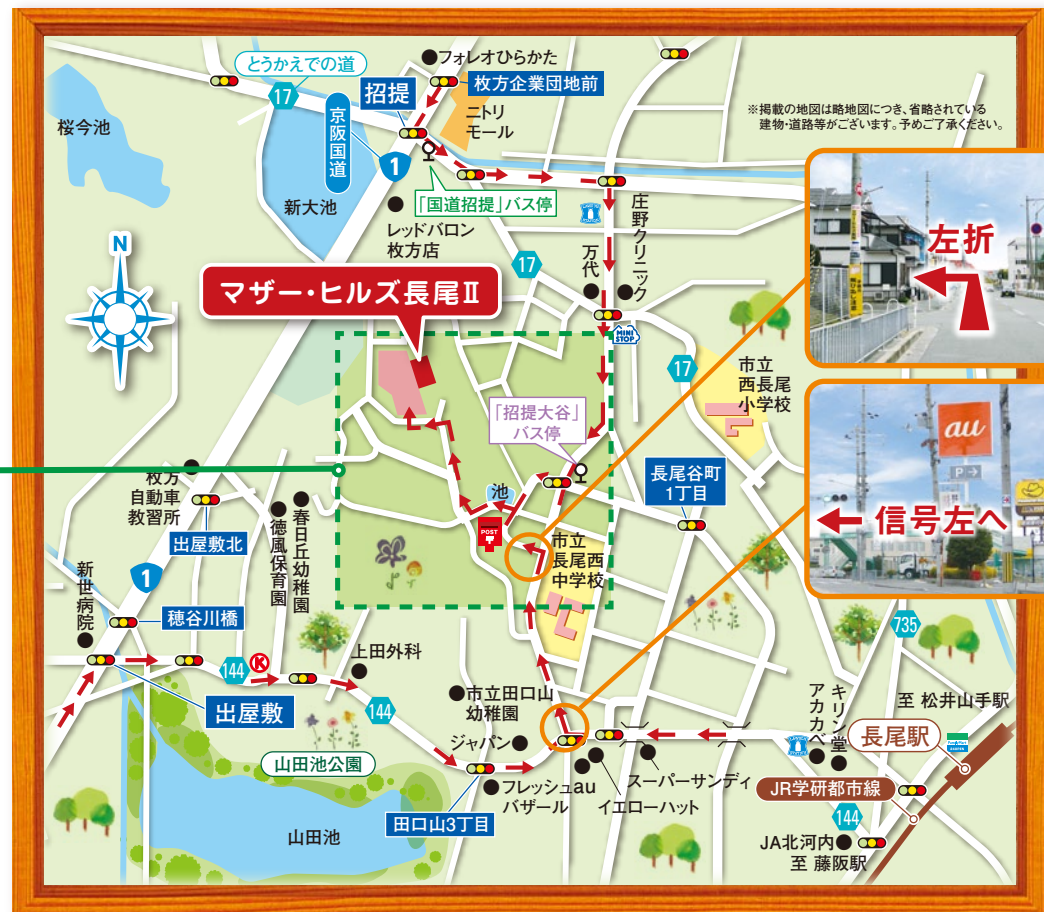 とうかえでの道
17
フォレオひらかた
枚方企業団地前
招提
ニトリ
モール
※掲載の地図は略地図につき、省略されている
建物・道路等がございます。予めご了承ください。
桜今池
京阪国道
1
新大池
「国道招提」バス停
レッドバロン
枚方店
庄野クリニック
万代
17
左折
N
マザー・ヒルズ長尾Ⅱ
MINI
STOP
17
市立
西長尾
小学校
au
P→
「招提大谷」
バス停
長尾谷町
1丁目
信号左へ
枚方
自動車
教習所
出屋敷北
徳風保育園
春日丘幼稚園
池
POST
市立
長尾西
中学校
新世病院
1
穂谷川橋
735
144
K
上田外科
出屋敷
144
市立田口山
幼稚園
アカカベ
キリン堂
至 松井山手駅
長尾駅
ジャパン
山田池公園
スーパーサンディ
フレッシュ
バザール
au
イエローハット
JR学研都市線
144
田口山3丁目
山田池
JA北河内
至 藤阪駅